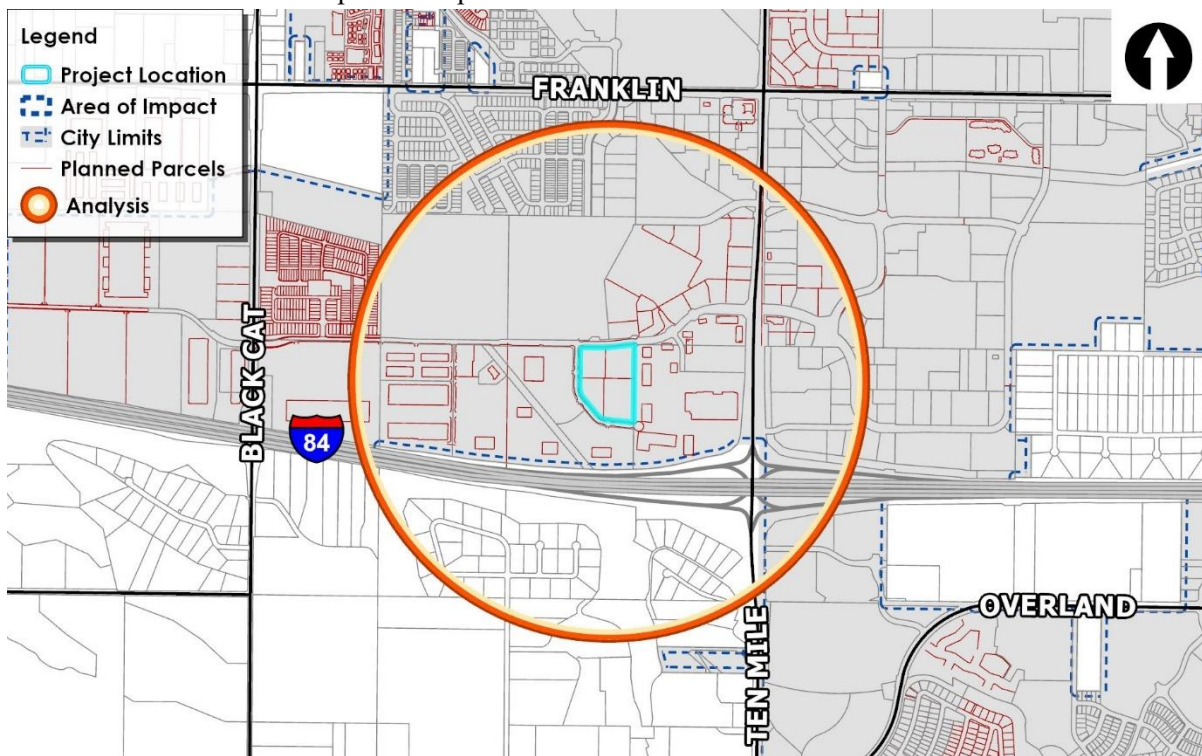 Legend
Project Location
Area of Impact
City Limits
Planned Parcels
Analysis
FRANKLIN
BLACK CAT
84
TEN MILE
OVERLAND